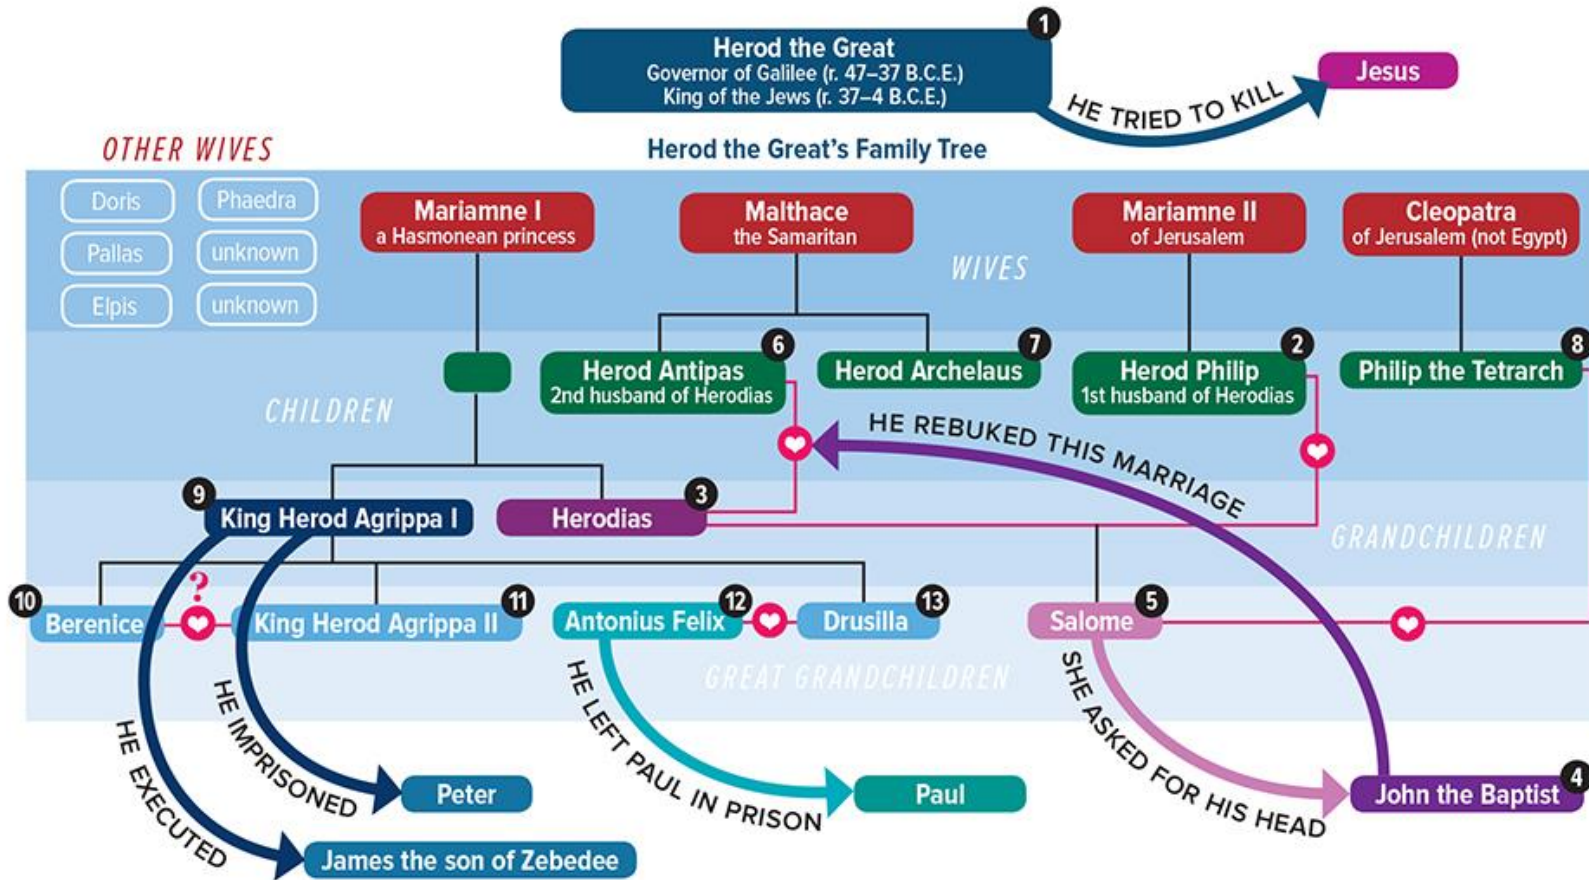 1
Herod the Great
Governor of Galilee (r. 47–37 B.C.E.)
King of the Jews (r. 37–4 B.C.E.)
HE TRIED TO KILL
Jesus
OTHER WIVES
Herod the Great's Family Tree
Doris
Phaedra
Pallas
unknown
Elpis
unknown
Mariamne I
a Hasmonean princess
Malthace
the Samaritan
Mariamne II
of Jerusalem
Cleopatra
of Jerusalem (not Egypt)
WIVES
6
Herod Antipas
2nd husband of Herodias
7
Herod Archelaus
2
Herod Philip
1st husband of Herodias
8
Philip the Tetrarch
CHILDREN
HE REBUKED THIS MARRIAGE
9
King Herod Agrippa I
3
Herodias
GRANDCHILDREN
10
Berenice
?
11
King Herod Agrippa II
12
Antonius Felix
13
Drusilla
5
Salome
GREAT GRANDCHILDREN
HE EXECUTED
HE IMPRISONED
HE LEFT PAUL IN PRISON
SHE ASKED FOR HIS HEAD
Peter
Paul
4
John the Baptist
James the son of Zebedee